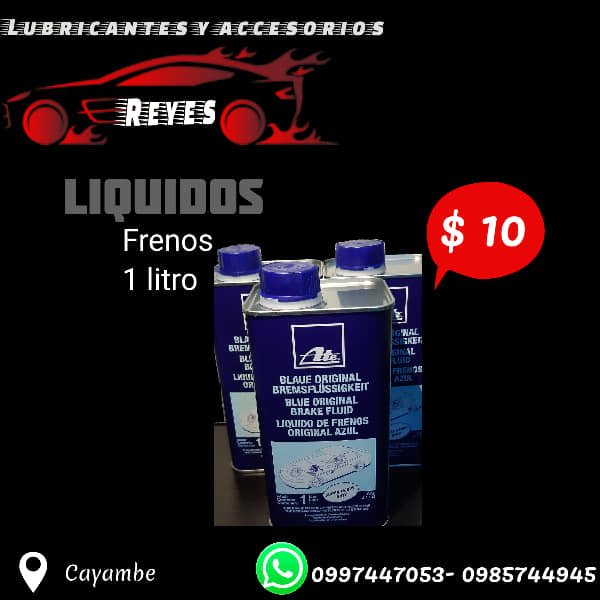 LUBRICANTES Y ACCESORIOS
REYES
LIQUIDOS
Frenos
1 litro
$ 10
Ate
BLAUE ORIGINAL
BREMSFLÜSSIGKEIT
BLUE ORIGINAL
BRAKE FLUID
LIQUIDO DE FRENOS
ORIGINAL AZUL
1
Cayambe
0997447053- 0985744945